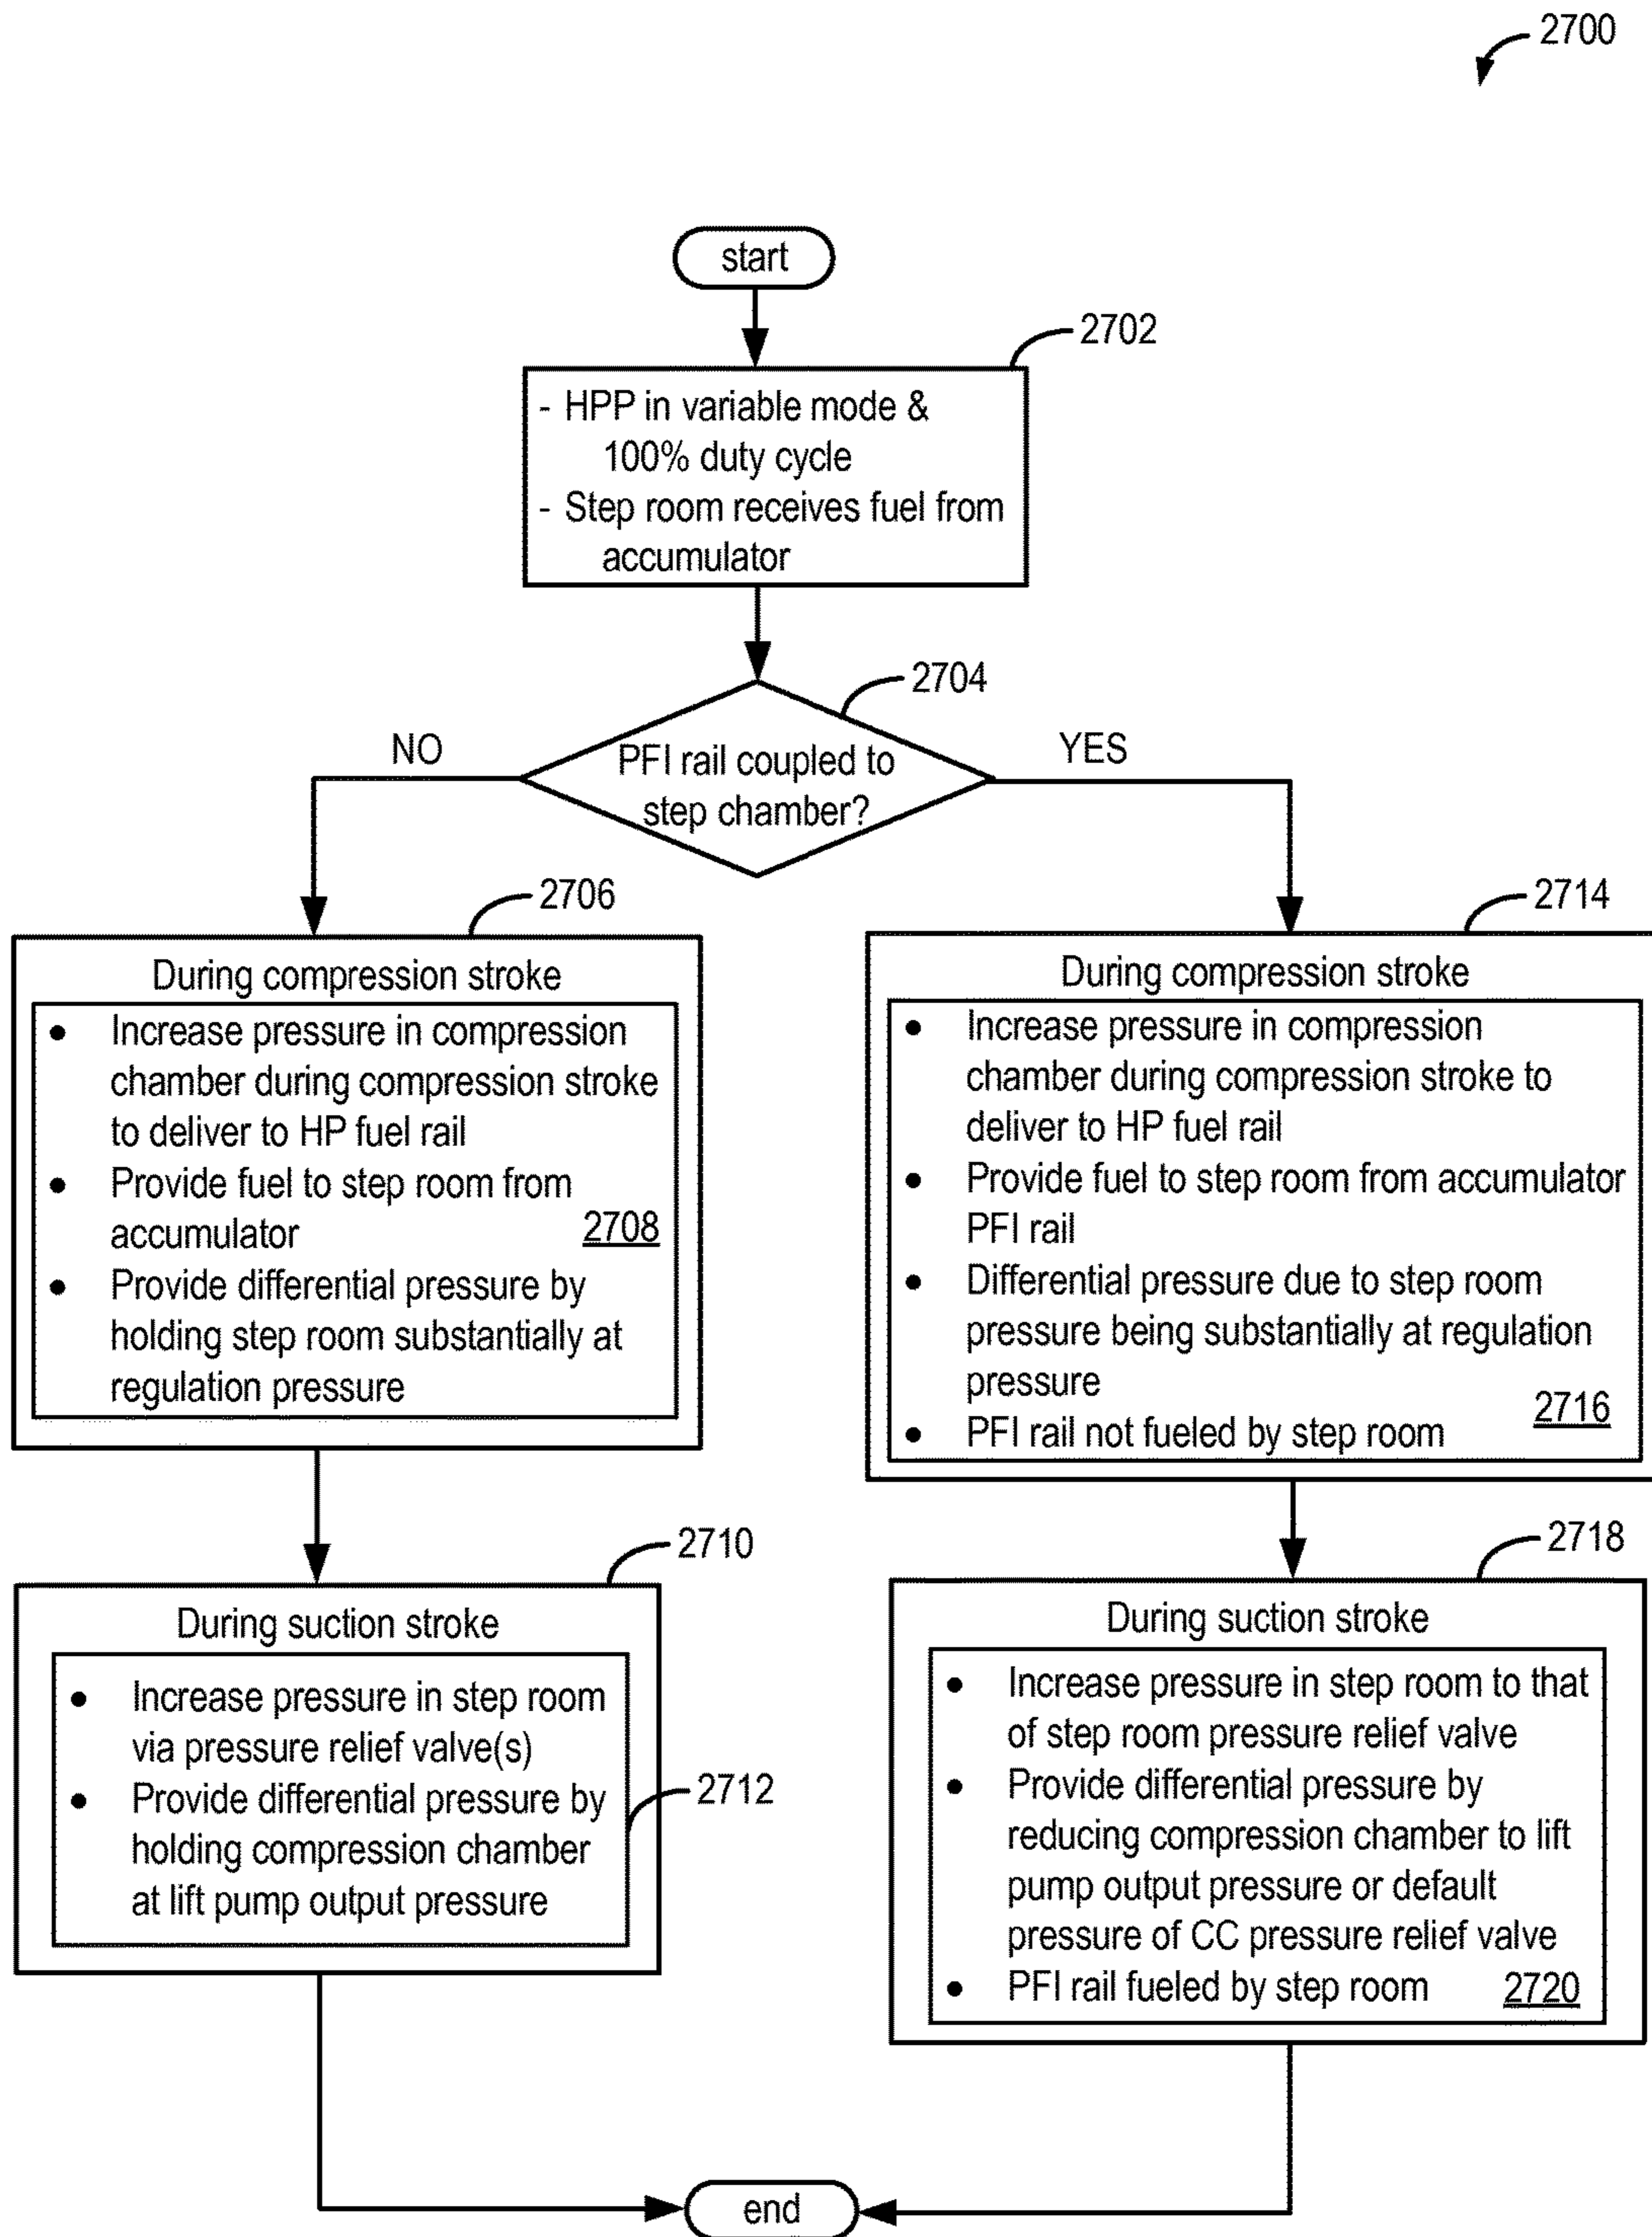 2700
start
2702
- HPP in variable mode &
100% duty cycle
- Step room receives fuel from
accumulator
2704
NO
YES
PFI rail coupled to
step chamber?
2706
During compression stroke
• Increase pressure in compression
chamber during compression stroke
to deliver to HP fuel rail
• Provide fuel to step room from
accumulator
2708
• Provide differential pressure by
holding step room substantially at
regulation pressure
2714
During compression stroke
• Increase pressure in compression
chamber during compression stroke to
deliver to HP fuel rail
• Provide fuel to step room from accumulator
PFI rail
• Differential pressure due to step room
pressure being substantially at regulation
pressure
2716
• PFI rail not fueled by step room
2710
During suction stroke
• Increase pressure in step room
via pressure relief valve(s)
2712
• Provide differential pressure by
holding compression chamber
at lift pump output pressure
2718
During suction stroke
• Increase pressure in step room to that
of step room pressure relief valve
• Provide differential pressure by
reducing compression chamber to lift
pump output pressure or default
pressure of CC pressure relief valve
• PFI rail fueled by step room
2720
end